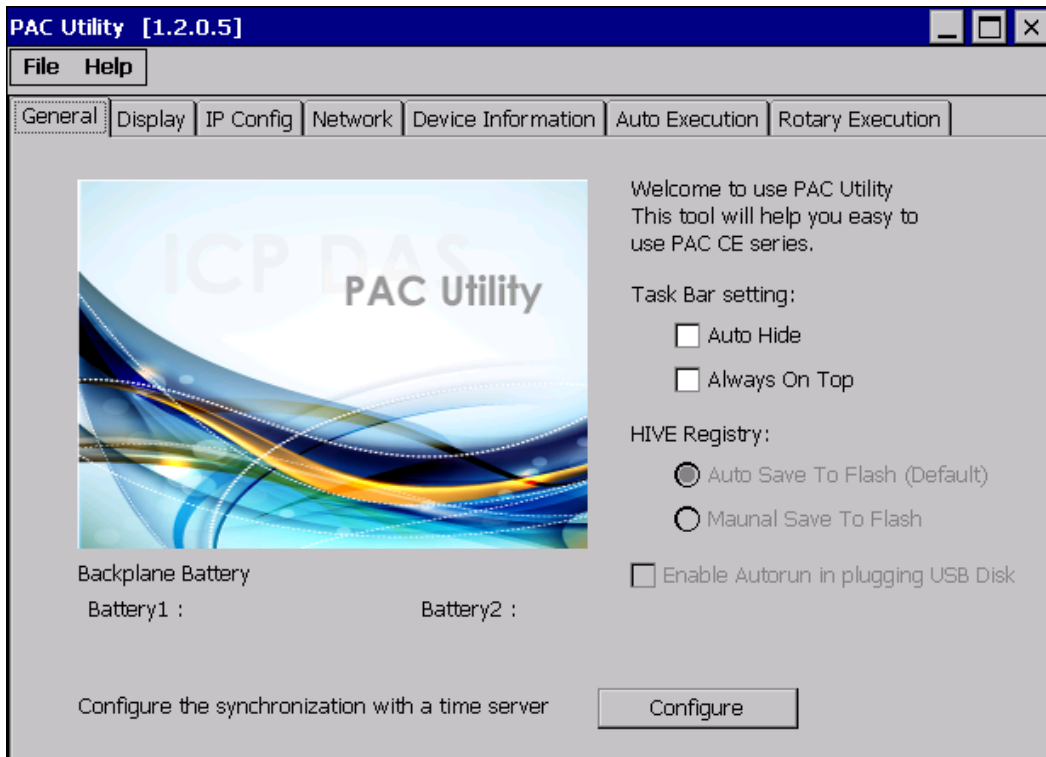 PAC Utility [1.2.0.5]
File Help
General Display IP Config Network Device Information Auto Execution Rotary Execution
ICP DAS
PAC Utility
Welcome to use PAC Utility
This tool will help you easy to
use PAC CE series.
Task Bar setting:
Auto Hide
Always On Top
HIVE Registry:
Auto Save To Flash (Default)
Maunal Save To Flash
Enable Autorun in plugging USB Disk
Backplane Battery
Battery1 : Battery2 :
Configure the synchronization with a time server Configure